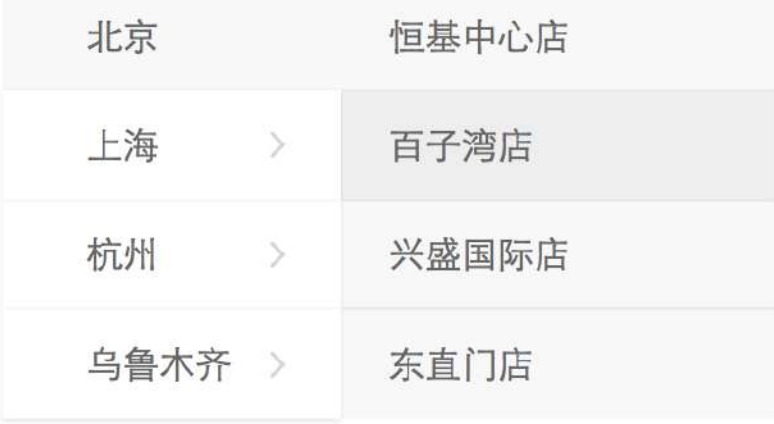 北京
恒基中心店
上海
百子湾店
杭州
兴盛国际店
乌鲁木齐
东直门店